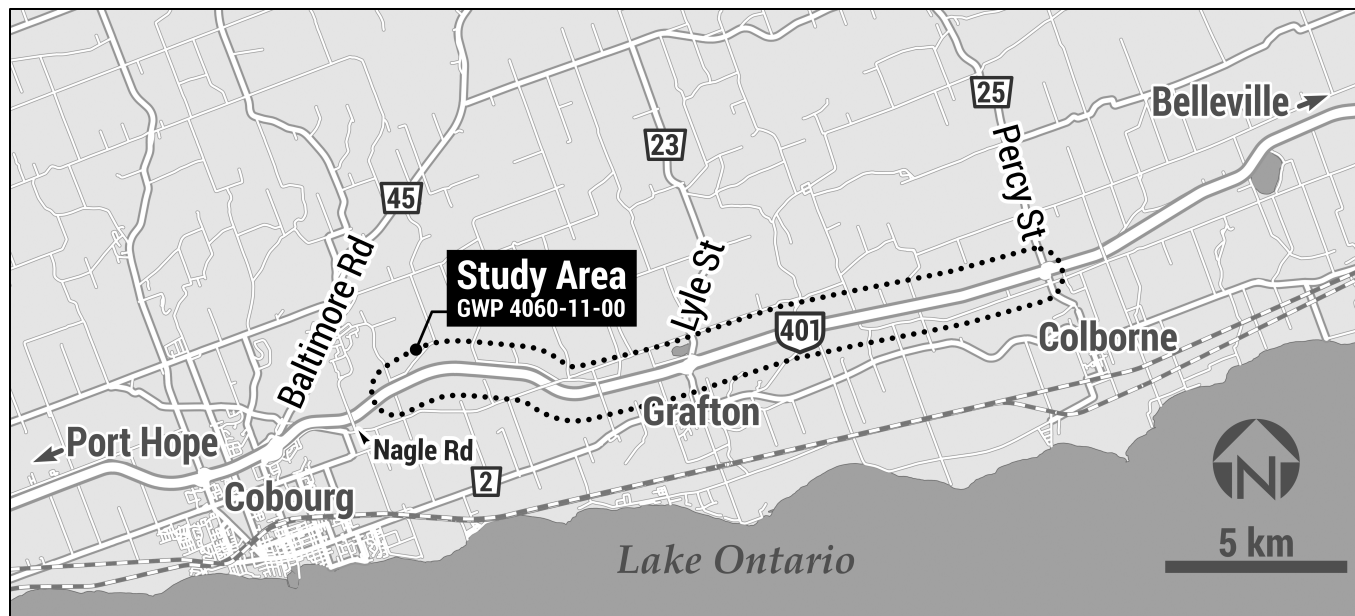 25
Belleville
23
Percy St
45
Study Area
GWP 4060-11-00
Baltimore Rd
Lyle St
401
Colborne
Grafton
Port Hope
Nagle Rd
2
Cobourg
N
5 km
Lake Ontario